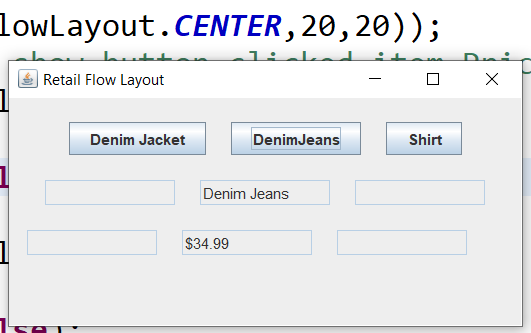 lowLayout.CENTER,20,20));
Retail Flow Layout
Denim Jacket DenimJeans Shirt
Denim Jeans
$34.99